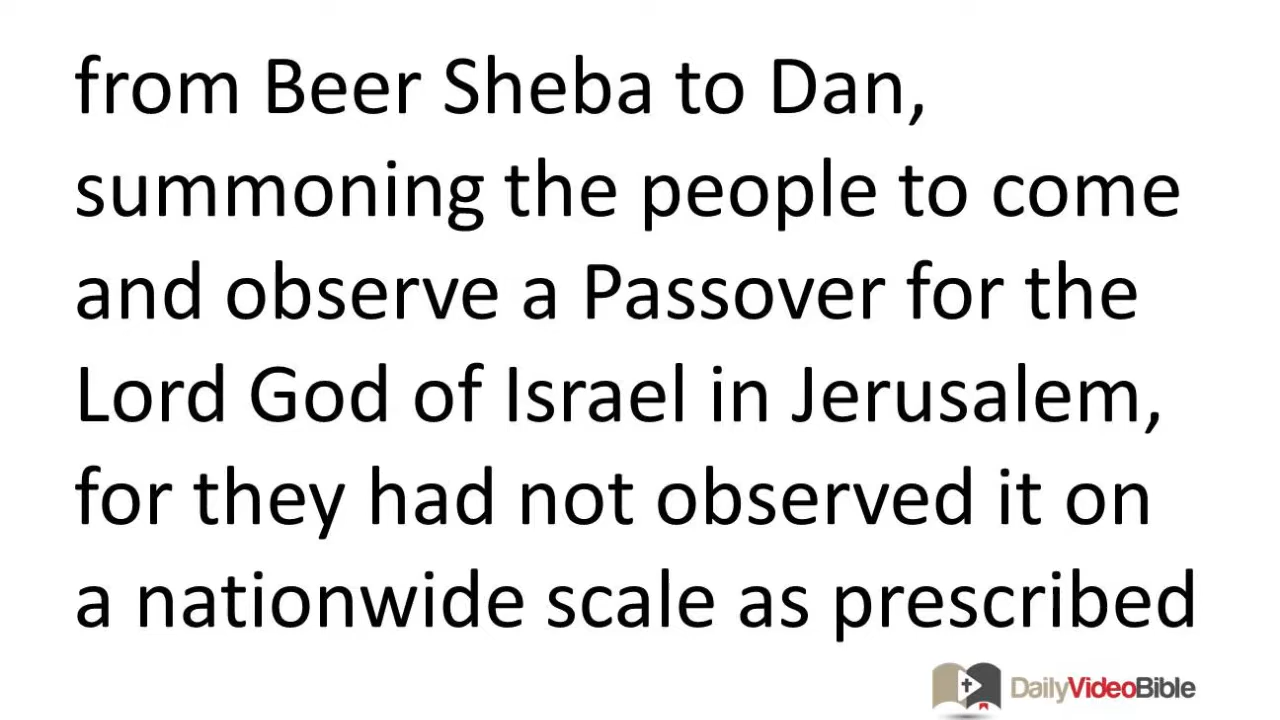 from Beer Sheba to Dan,
summoning the people to come
and observe a Passover for the
Lord God of Israel in Jerusalem,
for they had not observed it on
a nationwide scale as prescribed
DailyVideoBible